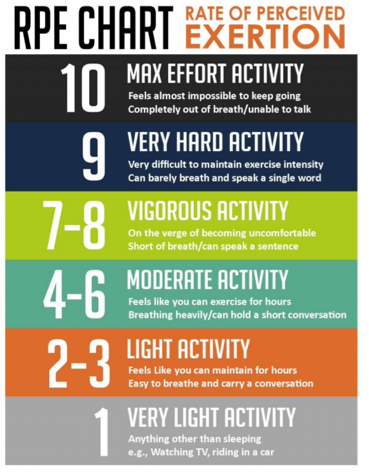 RPE CHART RATE OF PERCEIVED EXERTION
10 MAX EFFORT ACTIVITY
Feels almost impossible to keep going
Completely out of breath/unable to talk
9 VERY HARD ACTIVITY
Very difficult to maintain exercise intensity
Can barely breath and speak a single word
7-8 VIGOROUS ACTIVITY
On the verge of becoming uncomfortable
Short of breath/can speak a sentence
4-6 MODERATE ACTIVITY
Feels like you can exercise for hours
Breathing heavily/can hold a short conversation
2-3 LIGHT ACTIVITY
Feels Like you can maintain for hours
Easy to breathe and carry a conversation
1 VERY LIGHT ACTIVITY
Anything other than sleeping
e.g., Watching TV, riding in a car